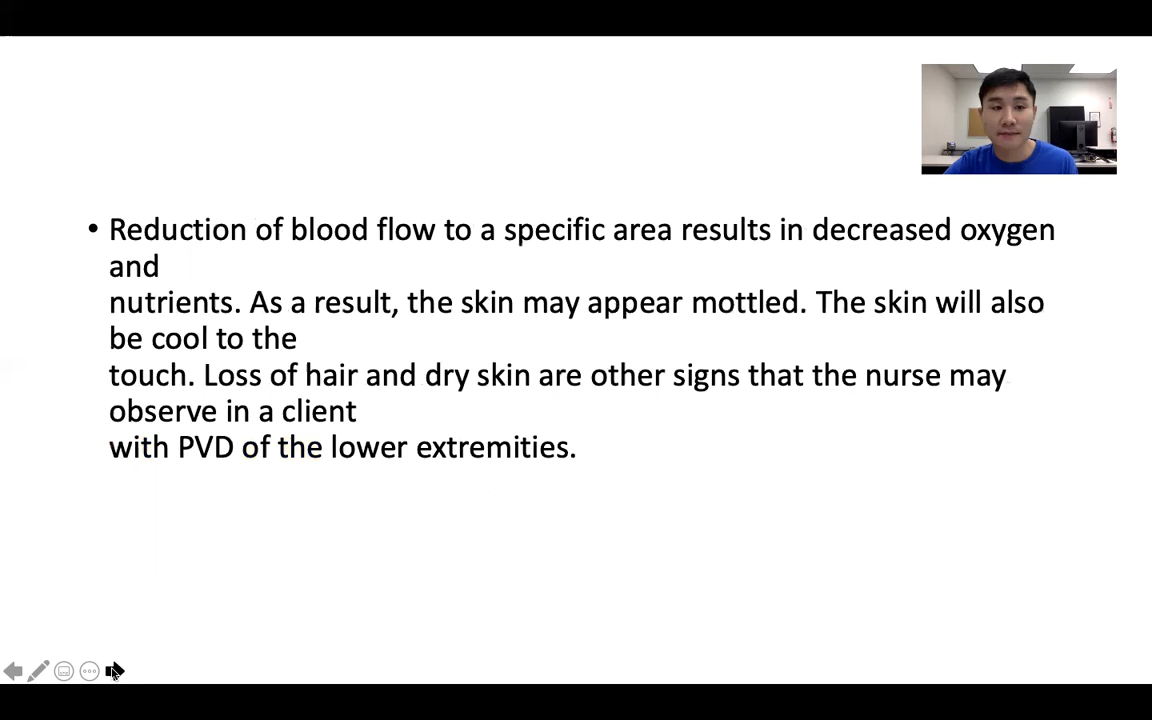 • Reduction of blood flow to a specific area results in decreased oxygen
and
nutrients. As a result, the skin may appear mottled. The skin will also
be cool to the
touch. Loss of hair and dry skin are other signs that the nurse may
observe in a client
with PVD of the lower extremities.